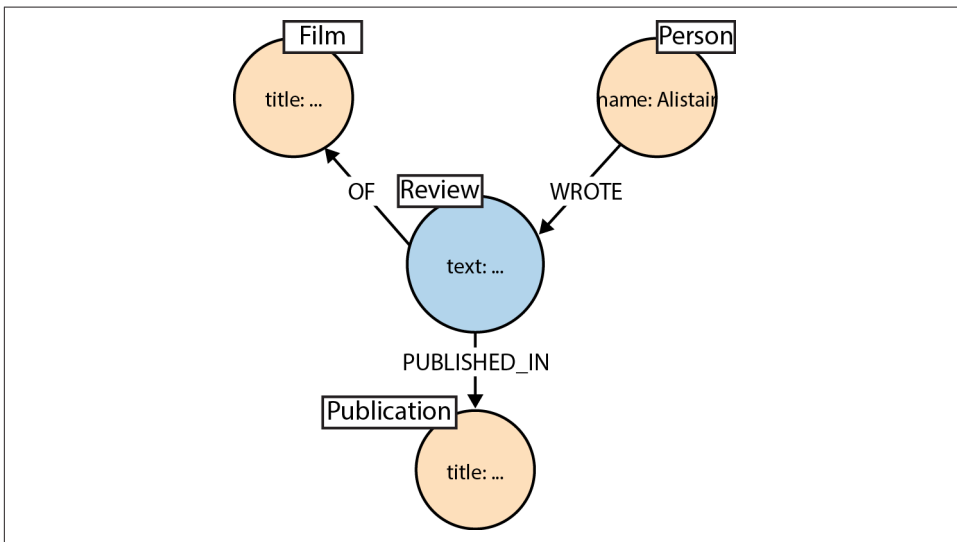 Film
Person
title: ...
name: Alistair
OF
WROTE
Review
text: ...
PUBLISHED_IN
Publication
title: ...